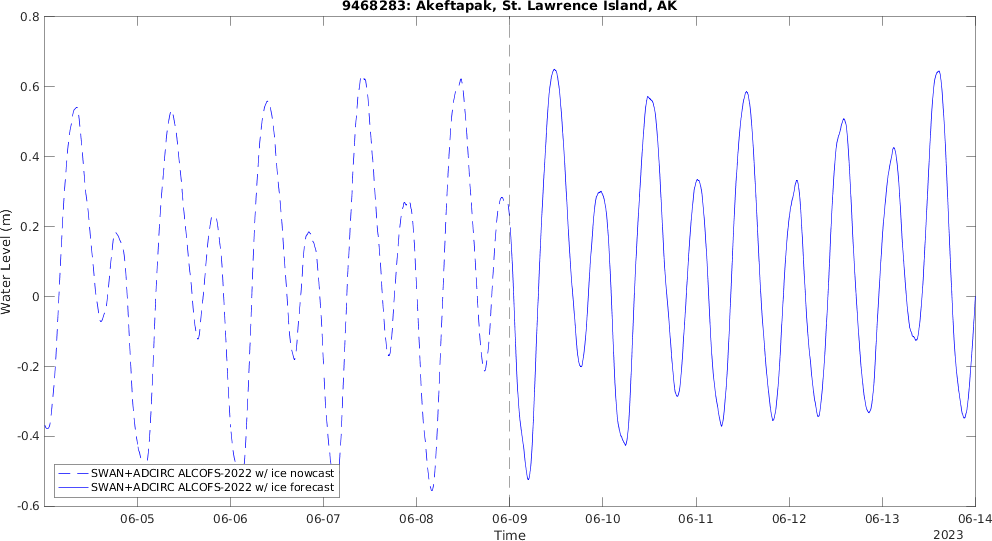 9468283: Akeftapak, St. Lawrence Island, AK
0.8
0.6
0.4
0.2
0
-0.2
-0.4
-0.6
Water Level (m)
SWAN+ADCIRC ALCOFS-2022 w/ ice nowcast
SWAN+ADCIRC ALCOFS-2022 w/ ice forecast
06-05 06-06 06-07 06-08 06-09 06-10 06-11 06-12 06-13 06-14
Time
2023